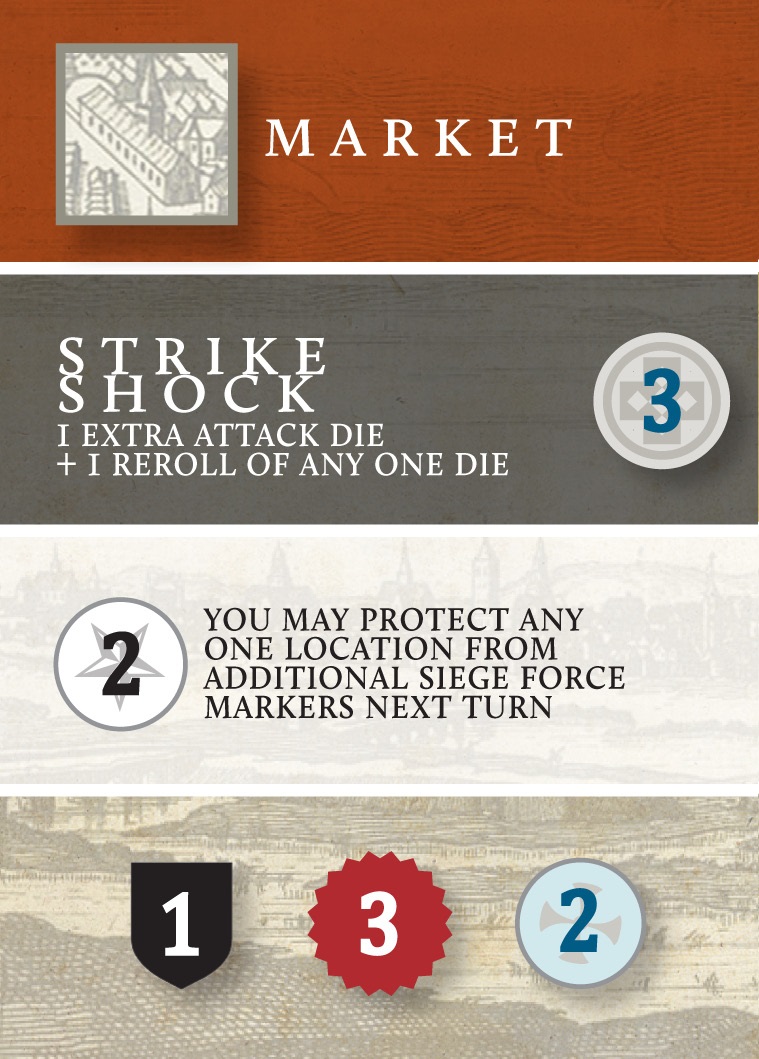 MARKET
STRIKE
SHOCK
1 EXTRA ATTACK DIE
+ 1 REROLL OF ANY ONE DIE
3
2
YOU MAY PROTECT ANY
ONE LOCATION FROM
ADDITIONAL SIEGE FORCE
MARKERS NEXT TURN
1 3 2